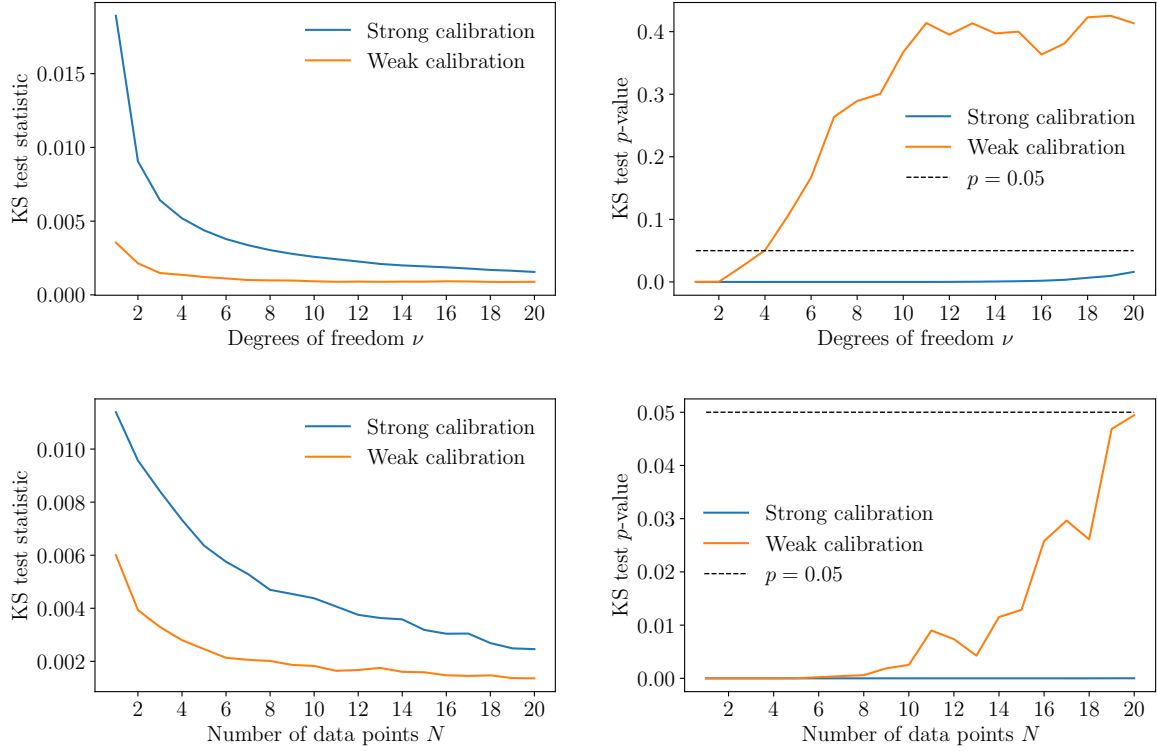 KS test statistic
0.015
0.010
0.005
0.000
Strong calibration
Weak calibration
2 4 6 8 10 12 14 16 18 20
Degrees of freedom ν
KS test p-value
0.4
0.3
0.2
0.1
0.0
Strong calibration
Weak calibration
p = 0.05
2 4 6 8 10 12 14 16 18 20
Degrees of freedom ν
KS test statistic
0.010
0.008
0.006
0.004
0.002
Strong calibration
Weak calibration
2 4 6 8 10 12 14 16 18 20
Number of data points N
KS test p-value
0.05
0.04
0.03
0.02
0.01
0.00
Strong calibration
Weak calibration
p = 0.05
2 4 6 8 10 12 14 16 18 20
Number of data points N